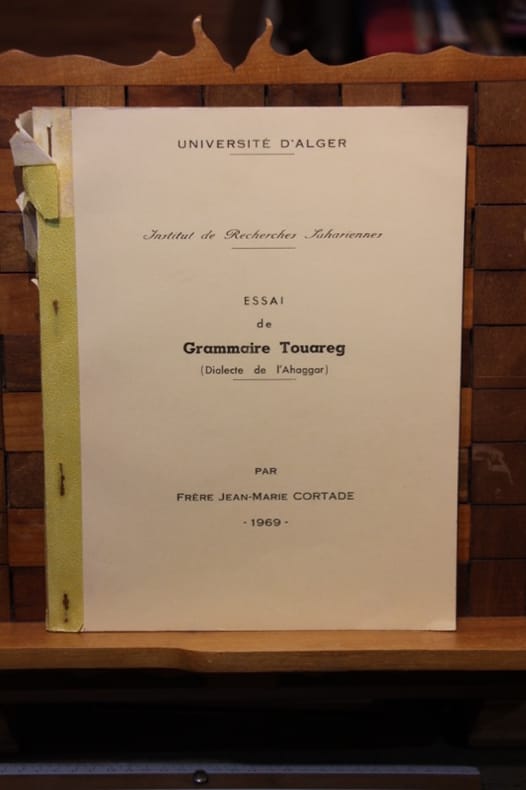 UNIVERSITÉ D'ALGER
Institut de Recherches Sahariennes
ESSAI
de
Grammaire Touareg
(Dialecte de l'Ahaggar)
PAR
FRÈRE JEAN-MARIE CORTADE
- 1969 -